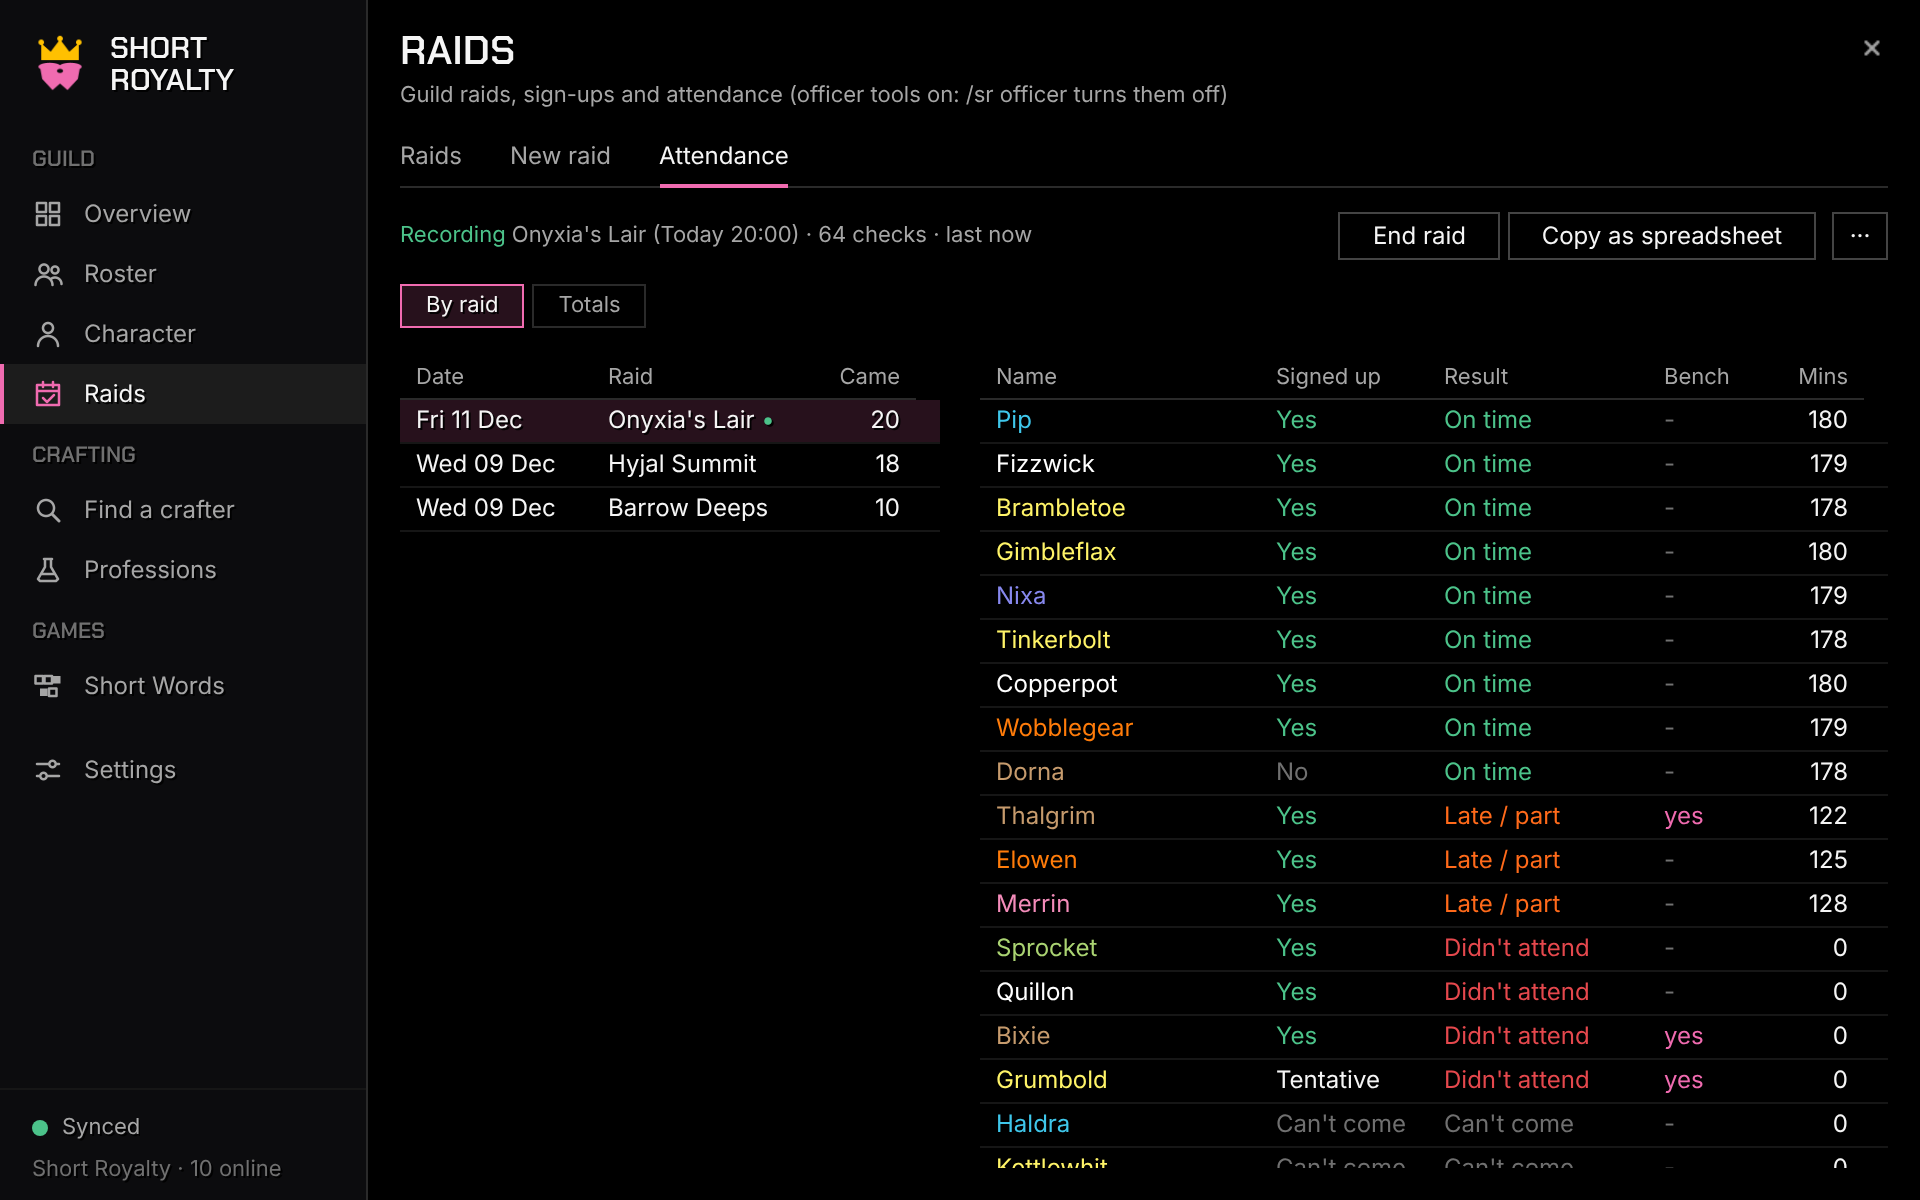 SHORT
ROYALTY
GUILD
Overview
Roster
Character
Raids
CRAFTING
Find a crafter
Professions
GAMES
Short Words
Settings
Synced
Short Royalty · 10 online
RAIDS
Guild raids, sign-ups and attendance (officer tools on: /sr officer turns them off)
Raids New raid Attendance
Recording Onyxia's Lair (Today 20:00) · 64 checks · last now
End raid Copy as spreadsheet ...
By raid Totals
Date Raid Came
Fri 11 Dec Onyxia's Lair 20
Wed 09 Dec Hyjal Summit 18
Wed 09 Dec Barrow Deeps 10
Name Signed up Result Bench Mins
Pip Yes On time - 180
Fizzwick Yes On time - 179
Brambletoe Yes On time - 178
Gimbleflax Yes On time - 180
Nixa Yes On time - 179
Tinkerbolt Yes On time - 178
Copperpot Yes On time - 180
Wobblegear Yes On time - 179
Dorna No On time - 178
Thalgrim Yes Late / part yes 122
Elowen Yes Late / part - 125
Merrin Yes Late / part - 128
Sprocket Yes Didn't attend - 0
Quillon Yes Didn't attend - 0
Bixie Yes Didn't attend yes 0
Grumbold Tentative Didn't attend yes 0
Haldra Can't come Can't come - 0
Can't come Can't come - 0